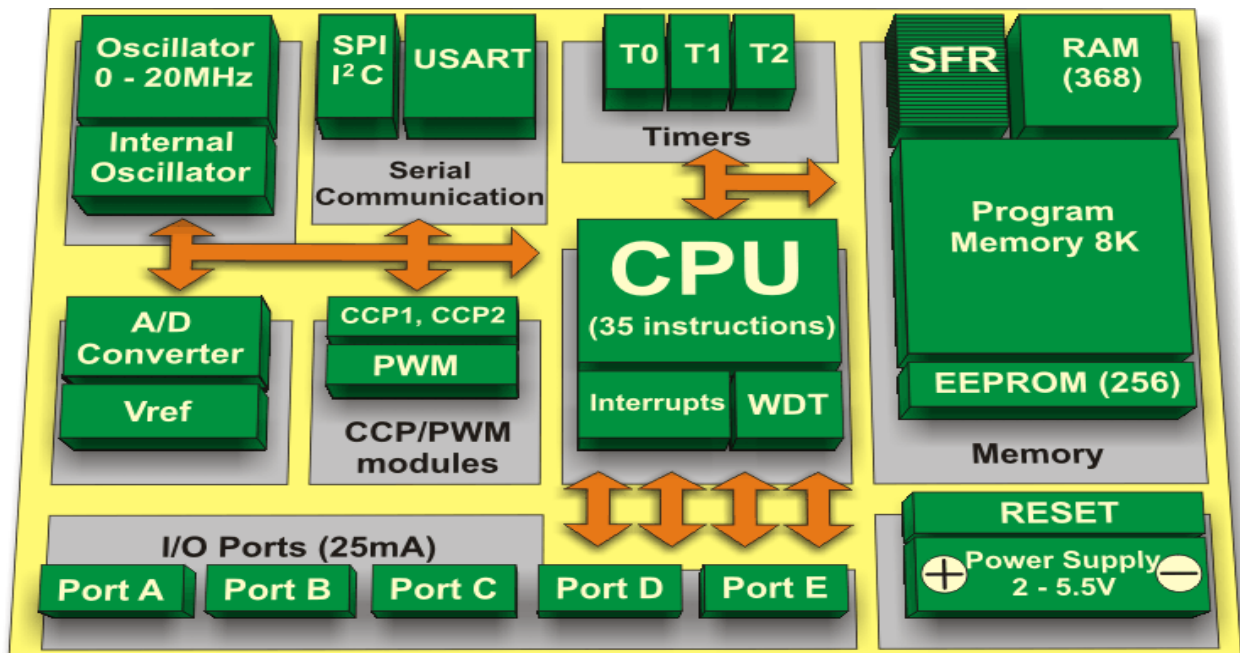 Oscillator
0 - 20MHz
Internal
Oscillator
SPI
I²C
USART
Serial
Communication
T0
T1
T2
Timers
SFR
RAM
(368)
Program
Memory 8K
EEPROM (256)
Memory
A/D
Converter
Vref
CCP1, CCP2
PWM
CCP/PWM
modules
CPU
(35 instructions)
Interrupts
WDT
I/O Ports (25mA)
Port A
Port B
Port C
Port D
Port E
RESET
Power Supply
2 - 5.5V
+
−